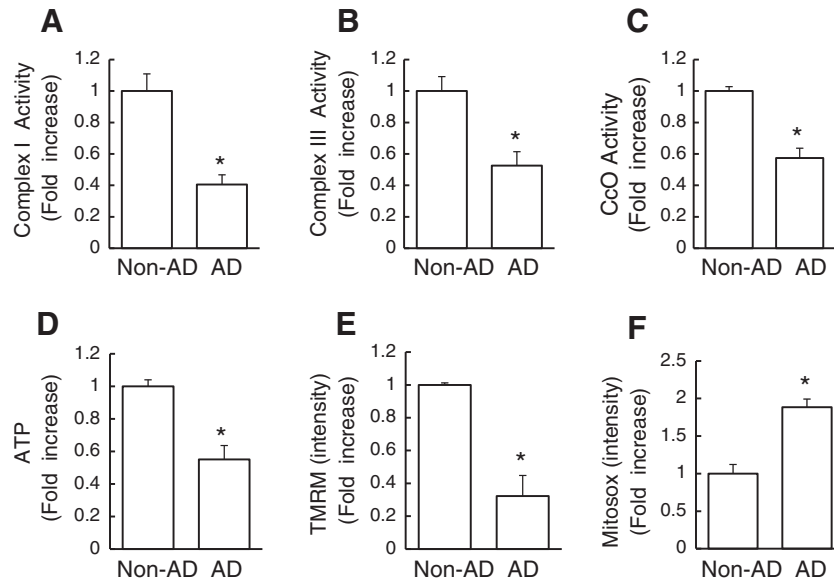 A
Complex I Activity
(Fold increase)
1.2
1
0.8
0.6
0.4
0.2
0
*
Non-AD AD
B
Complex III Activity
(Fold increase)
1.2
1
0.8
0.6
0.4
0.2
0
*
Non-AD AD
C
CcO Activity
(Fold increase)
1.2
1
0.8
0.6
0.4
0.2
0
*
Non-AD AD
D
ATP
(Fold increase)
1.2
1
0.8
0.6
0.4
0.2
0
*
Non-AD AD
E
TMRM (intensity)
(Fold increase)
1.2
1
0.8
0.6
0.4
0.2
0
*
Non-AD AD
F
Mitosox (intensity)
(Fold increase)
2.5
2
1.5
1
0.5
0
*
Non-AD AD